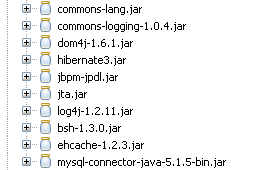 commons-lang.jar
commons-logging-1.0.4.jar
dom4j-1.6.1.jar
hibernate3.jar
jbpm-jpdl.jar
jta.jar
log4j-1.2.11.jar
bsh-1.3.0.jar
ehcache-1.2.3.jar
mysql-connector-java-5.1.5-bin.jar